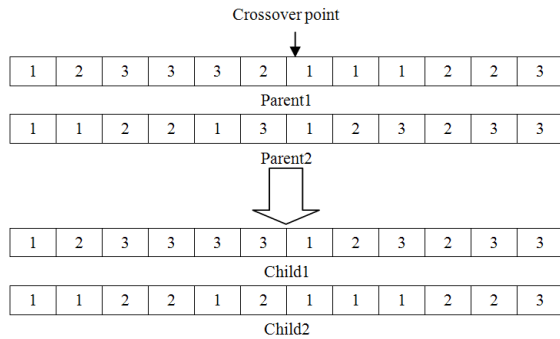 Crossover point
1 2 3 3 3 2 1 1 1 2 2 3
Parent1
1 1 2 2 1 3 1 2 3 2 3 3
Parent2
1 2 3 3 3 3 1 2 3 2 3 3
Child1
1 1 2 2 1 2 1 1 1 2 2 3
Child2